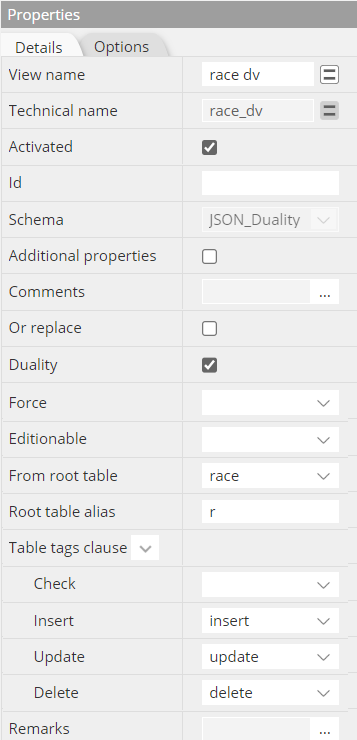 Properties
Details Options
View name race dv
Technical name race_dv
Activated
Id
Schema JSON_Duality
Additional properties
Comments ...
Or replace
Duality
Force
Editionable
From root table race
Root table alias r
Table tags clause
Check
Insert insert
Update update
Delete delete
Remarks ...